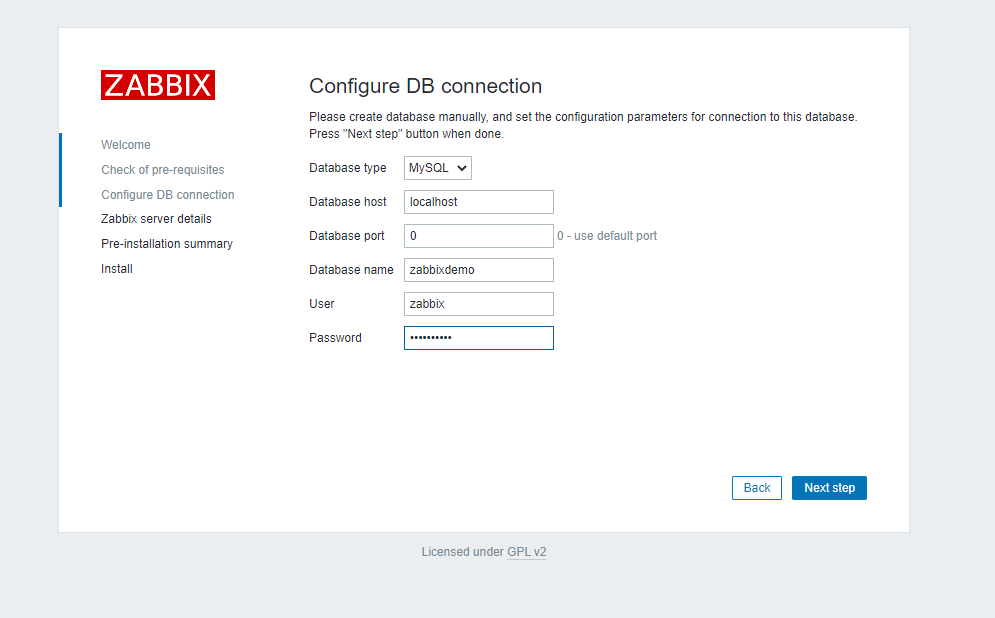 ZABBIX
Welcome
Check of pre-requisites
Configure DB connection
Zabbix server details
Pre-installation summary
Install
Configure DB connection
Please create database manually, and set the configuration parameters for connection to this database.
Press "Next step" button when done.
Database type MySQL
Database host localhost
Database port 0 0 - use default port
Database name zabbixdemo
User zabbix
Password ••••••••••
Back Next step
Licensed under GPL v2